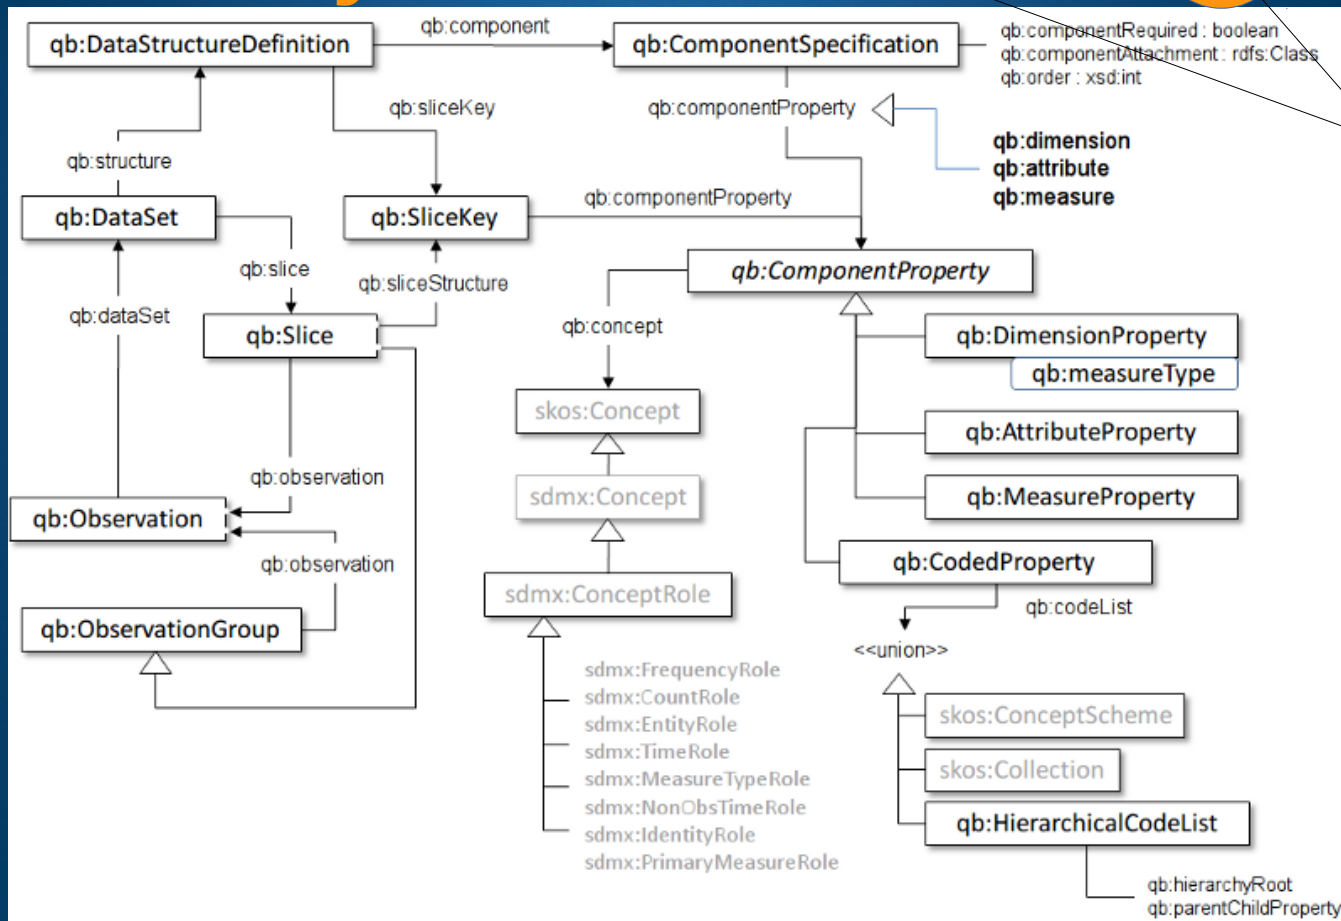 qb:DataStructureDefinition
qb:component
qb:ComponentSpecification
qb:componentRequired : boolean
qb:componentAttachment : rdfs:Class
qb:order : xsd:int
qb:sliceKey
qb:componentProperty
qb:dimension
qb:attribute
qb:measure
qb:structure
qb:DataSet
qb:SliceKey
qb:componentProperty
qb:slice
qb:sliceStructure
qb:ComponentProperty
qb:dataSet
qb:Slice
qb:concept
qb:DimensionProperty
qb:measureType
skos:Concept
qb:AttributeProperty
qb:observation
sdmx:Concept
qb:MeasureProperty
qb:Observation
qb:observation
qb:CodedProperty
sdmx:ConceptRole
qb:codeList
qb:ObservationGroup
<<union>>
sdmx:FrequencyRole
sdmx:CountRole
sdmx:EntityRole
sdmx:TimeRole
sdmx:MeasureTypeRole
sdmx:NonObsTimeRole
sdmx:IdentityRole
sdmx:PrimaryMeasureRole
skos:ConceptScheme
skos:Collection
qb:HierarchicalCodeList
qb:hierarchyRoot
qb:parentChildProperty